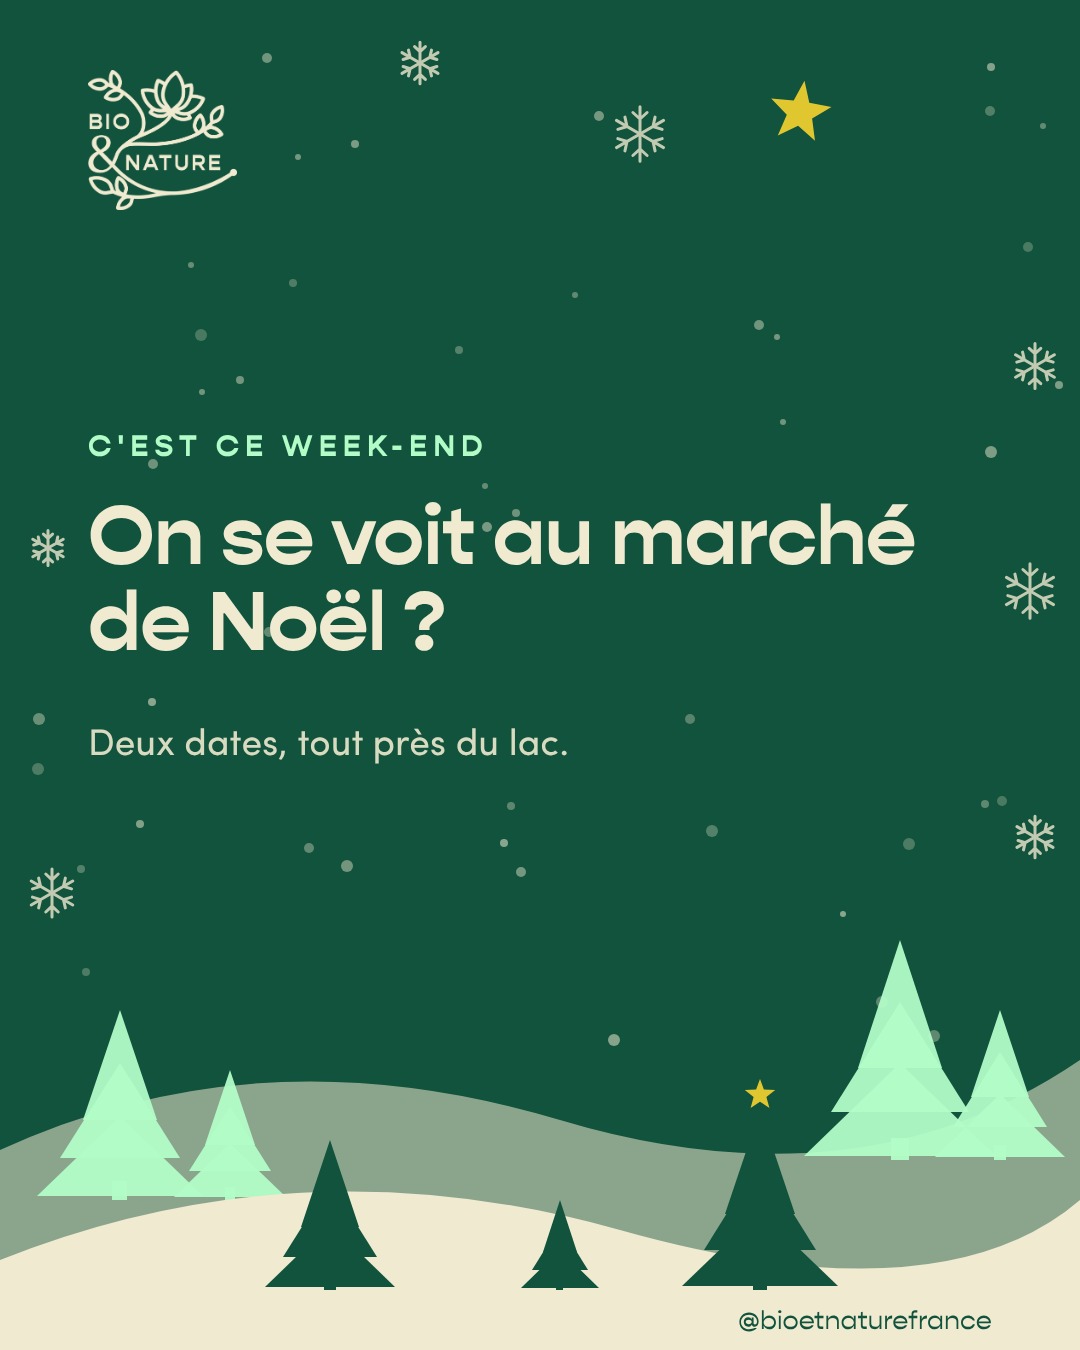 BIO
& NATURE
C'EST CE WEEK-END
On se voit au marché
de Noël ?
Deux dates, tout près du lac.
@bioetnaturefrance